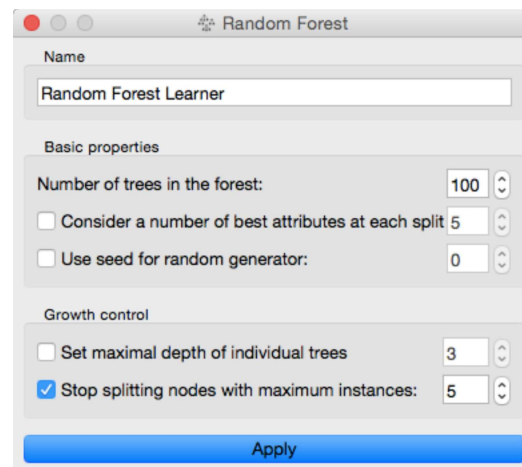 Random Forest
Name
Random Forest Learner
Basic properties
Number of trees in the forest: 100
Consider a number of best attributes at each split 5
Use seed for random generator: 0
Growth control
Set maximal depth of individual trees 3
Stop splitting nodes with maximum instances: 5
Apply